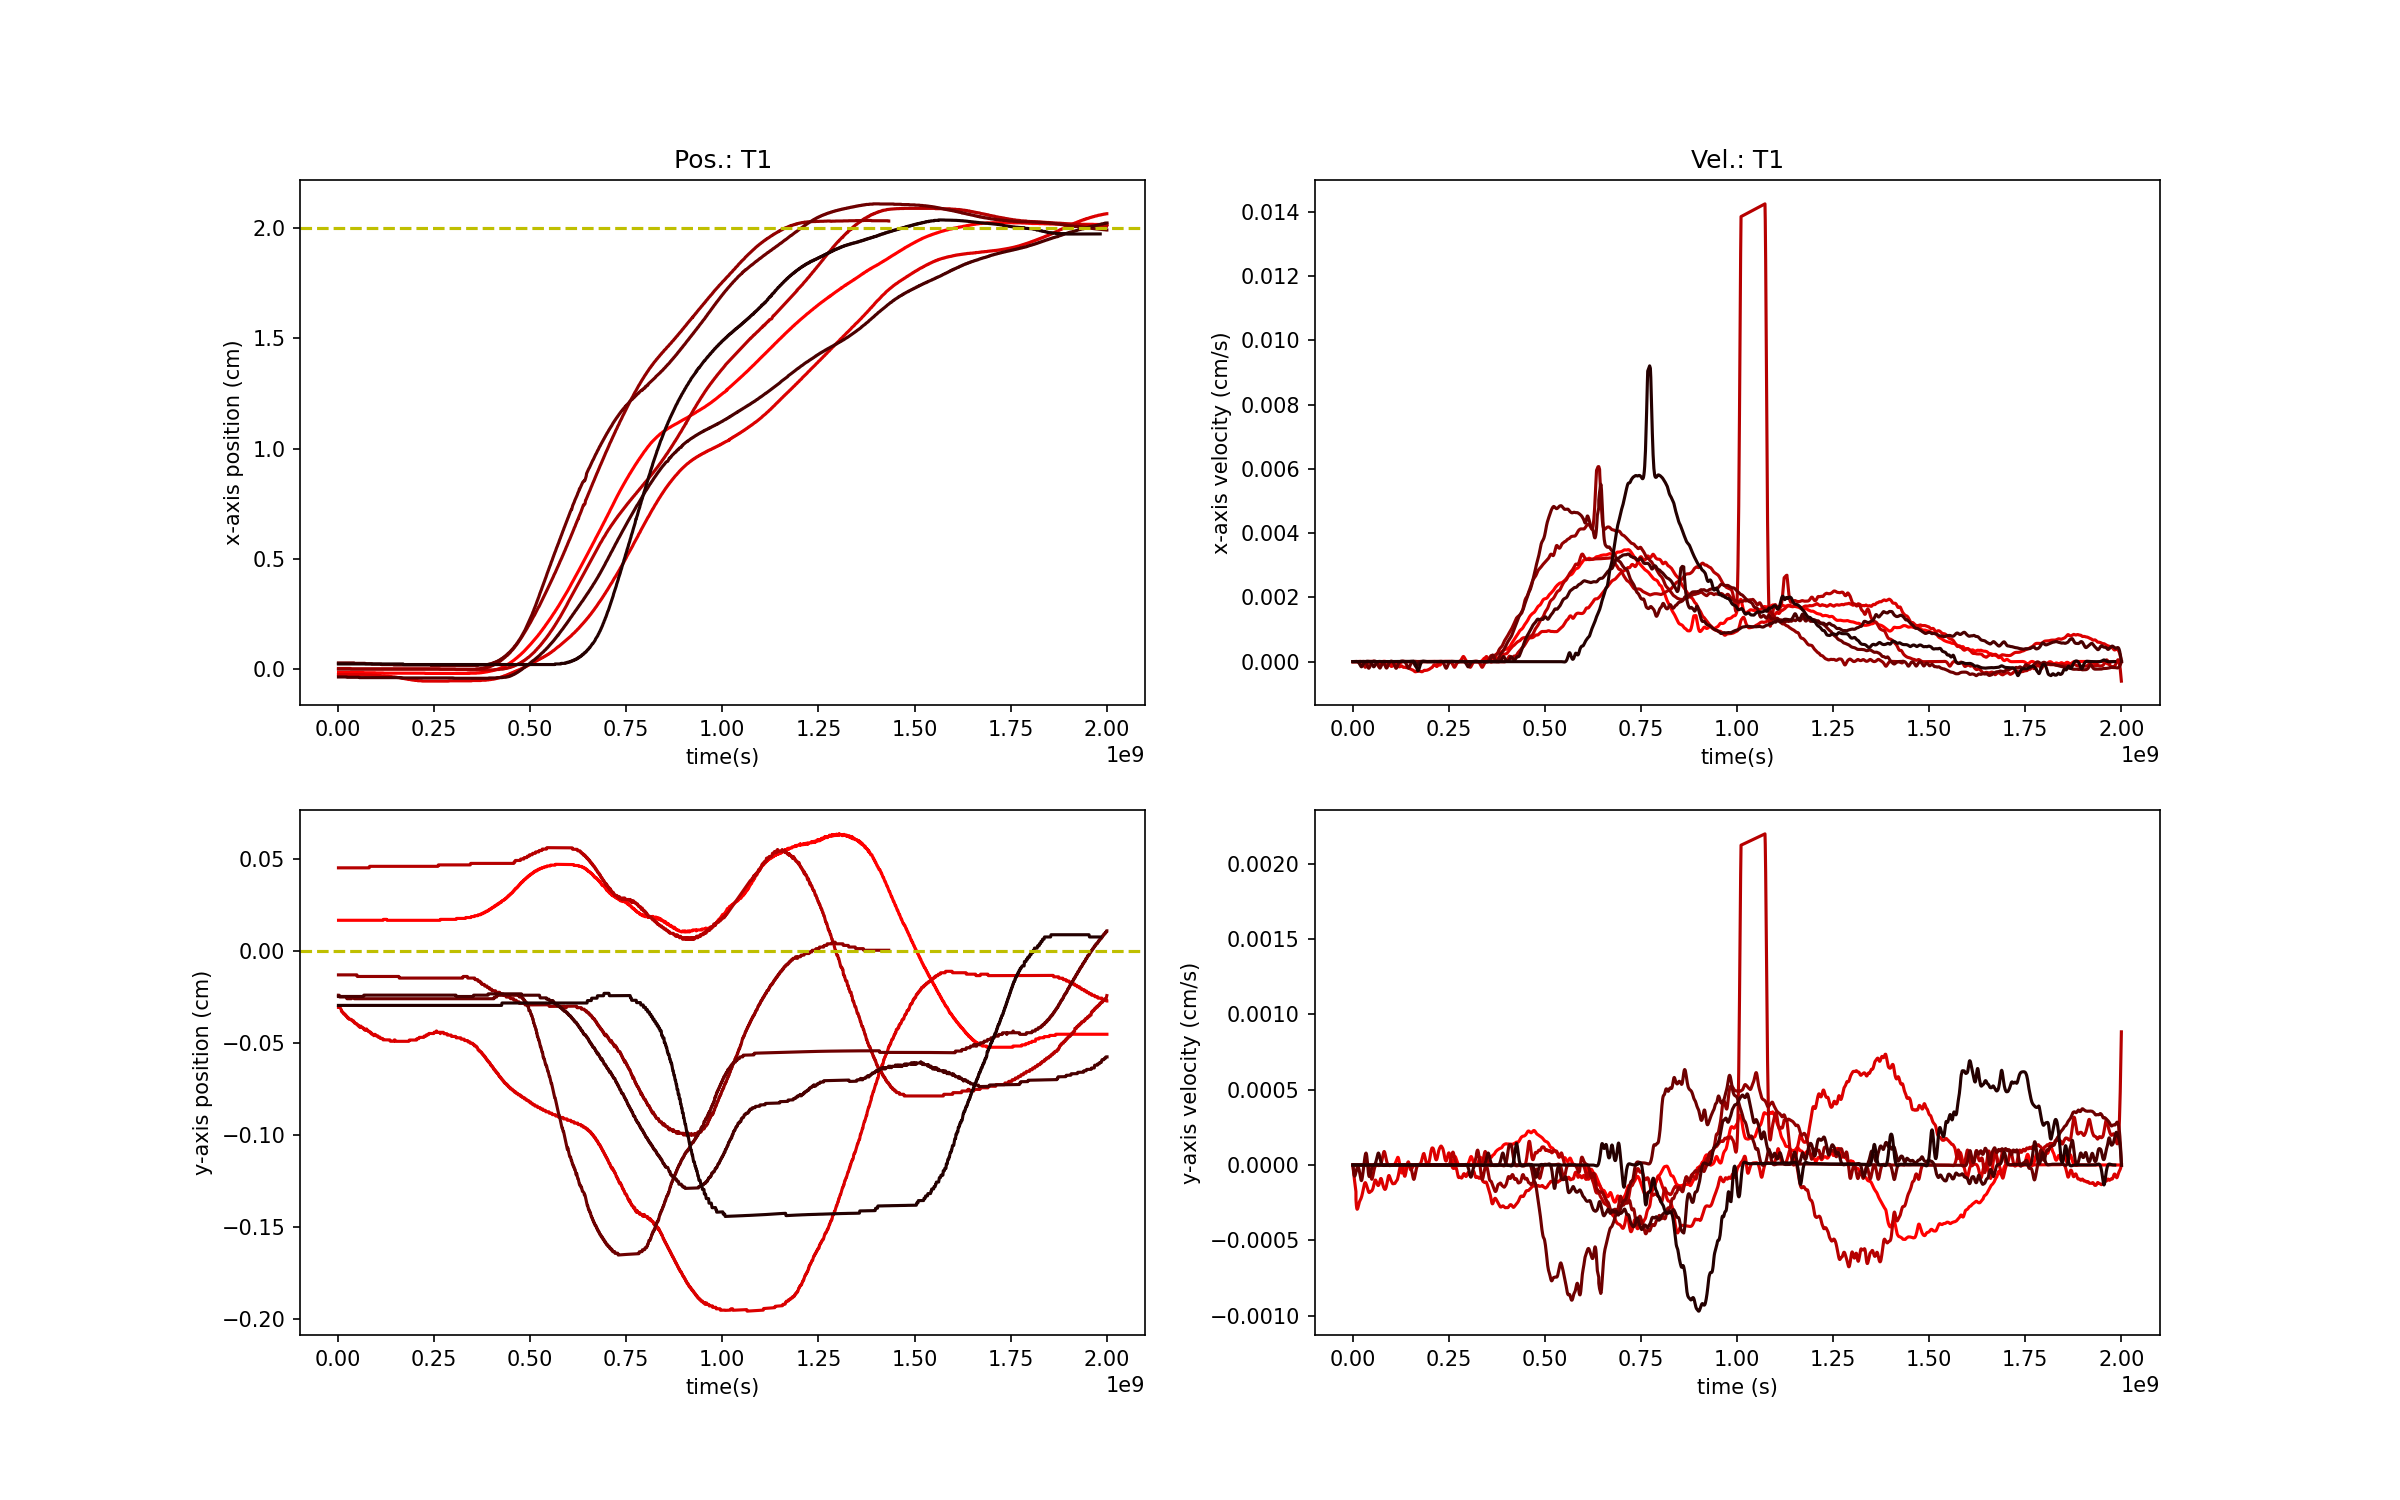 Pos.: T1
2.0
1.5
1.0
0.5
0.0
x-axis position (cm)
0.00 0.25 0.50 0.75 1.00 1.25 1.50 1.75 2.00
time(s)
1e9
Vel.: T1
0.014
0.012
0.010
0.008
0.006
0.004
0.002
0.000
x-axis velocity (cm/s)
0.00 0.25 0.50 0.75 1.00 1.25 1.50 1.75 2.00
time(s)
1e9
0.05
0.00
−0.05
−0.10
−0.15
−0.20
y-axis posiotion (cm)
0.00 0.25 0.50 0.75 1.00 1.25 1.50 1.75 2.00
time(s)
1e9
0.0020
0.0015
0.0010
0.0005
0.0000
−0.0005
−0.0010
y-axis velocity (cm/s)
0.00 0.25 0.50 0.75 1.00 1.25 1.50 1.75 2.00
time (s)
1e9